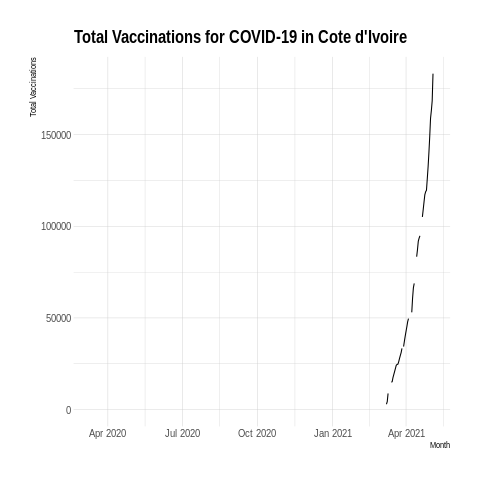 Total Vaccinations for COVID-19 in Cote d'Ivoire
Total Vaccinations
150000
100000
50000
0
Apr 2020 Jul 2020 Oct 2020 Jan 2021 Apr 2021
Month